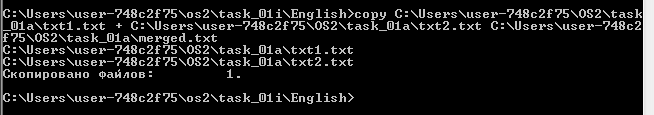 C:\Users\user-748c2f75\os2\task_01i\English>copy C:\Users\user-748c2f75\OS2\task
_01a\txt1.txt + C:\Users\user-748c2f75\OS2\task_01a\txt2.txt C:\Users\user-748c2
f75\OS2\task_01a\merged.txt
C:\Users\user-748c2f75\OS2\task_01a\txt1.txt
C:\Users\user-748c2f75\OS2\task_01a\txt2.txt
Скопировано файлов:         1.
C:\Users\user-748c2f75\os2\task_01i\English>